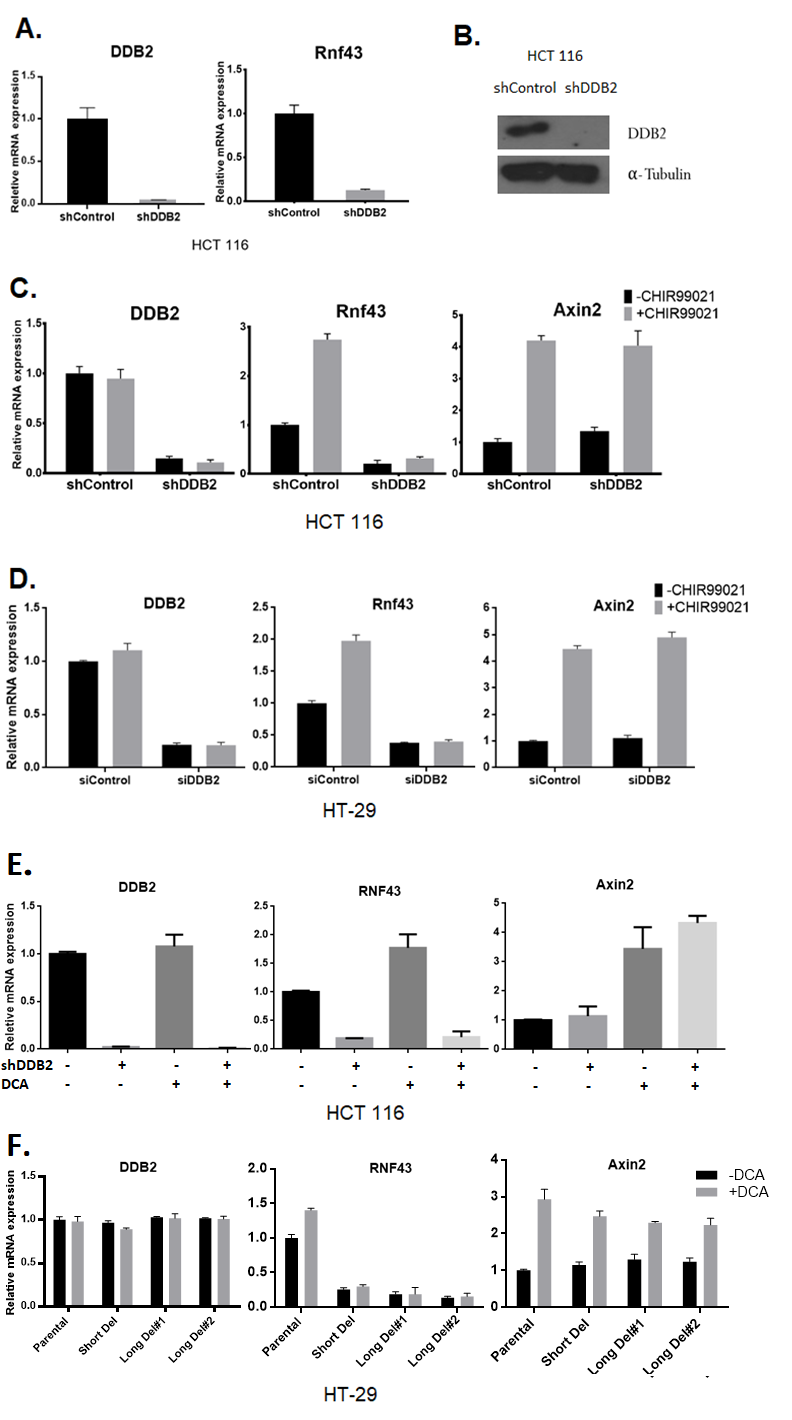 A.
DDB2
Relative mRNA expression
1.5
1.0
0.5
0.0
shControl
shDDB2
Rnf43
Reletive mRNA expression
1.5
1.0
0.5
0.0
shControl
shDDB2
HCT 116
B.
HCT 116
shControl shDDB2
DDB2
α-Tubulin
C.
DDB2
Relative mRNA expression
1.5
1.0
0.5
0.0
shControl
shDDB2
Rnf43
3
2
1
0
shControl
shDDB2
Axin2
-CHIR99021
+CHIR99021
5
4
3
2
1
0
shControl
shDDB2
HCT 116
D.
DDB2
Relative mRNA expression
1.5
1.0
0.5
0.0
siControl
siDDB2
Rnf43
2.5
2.0
1.5
1.0
0.5
0.0
siControl
siDDB2
Axin2
-CHIR99021
+CHIR99021
6
5
4
3
2
1
0
siControl
siDDB2
HT-29
E.
DDB2
Relative mRNA expression
1.5
1.0
0.5
0.0
RNF43
2.5
2.0
1.5
1.0
0.5
0.0
Axin2
5
4
3
2
1
0
shDDB2 - + - + - + - + - + - +
DCA - - + + - - + + - - + +
HCT 116
F.
DDB2
Relative mRNA expression
1.5
1.0
0.5
0.0
Parental
Short Del
Long Del#1
Long Del#2
RNF43
2.0
1.5
1.0
0.5
0.0
Parental
Short Del
Long Del#1
Long Del#2
Axin2
-DCA
+DCA
4
3
2
1
0
Parental
Short Del
Long Del#1
Long Del#2
HT-29